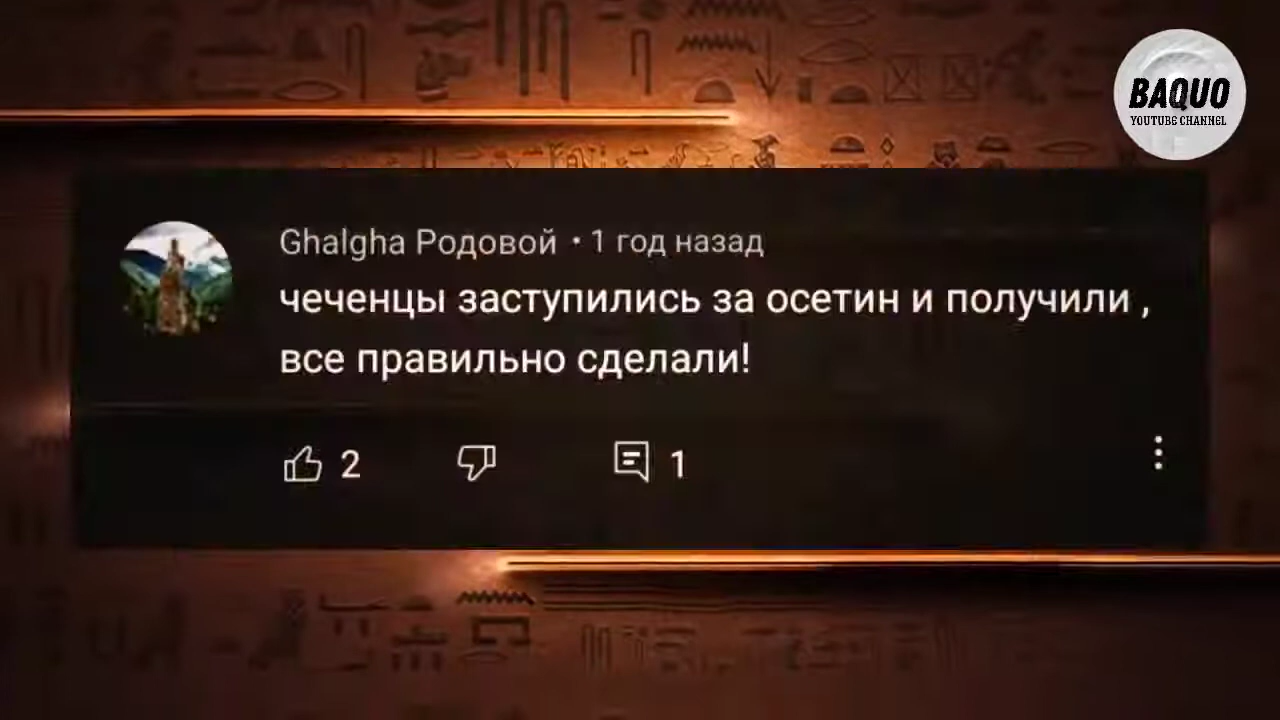 BAQUO
YOUTUBE CHANNEL
Ghalgha Родовой • 1 год назад
чеченцы заступились за осетин и получили ,
все правильно сделали!
2
1